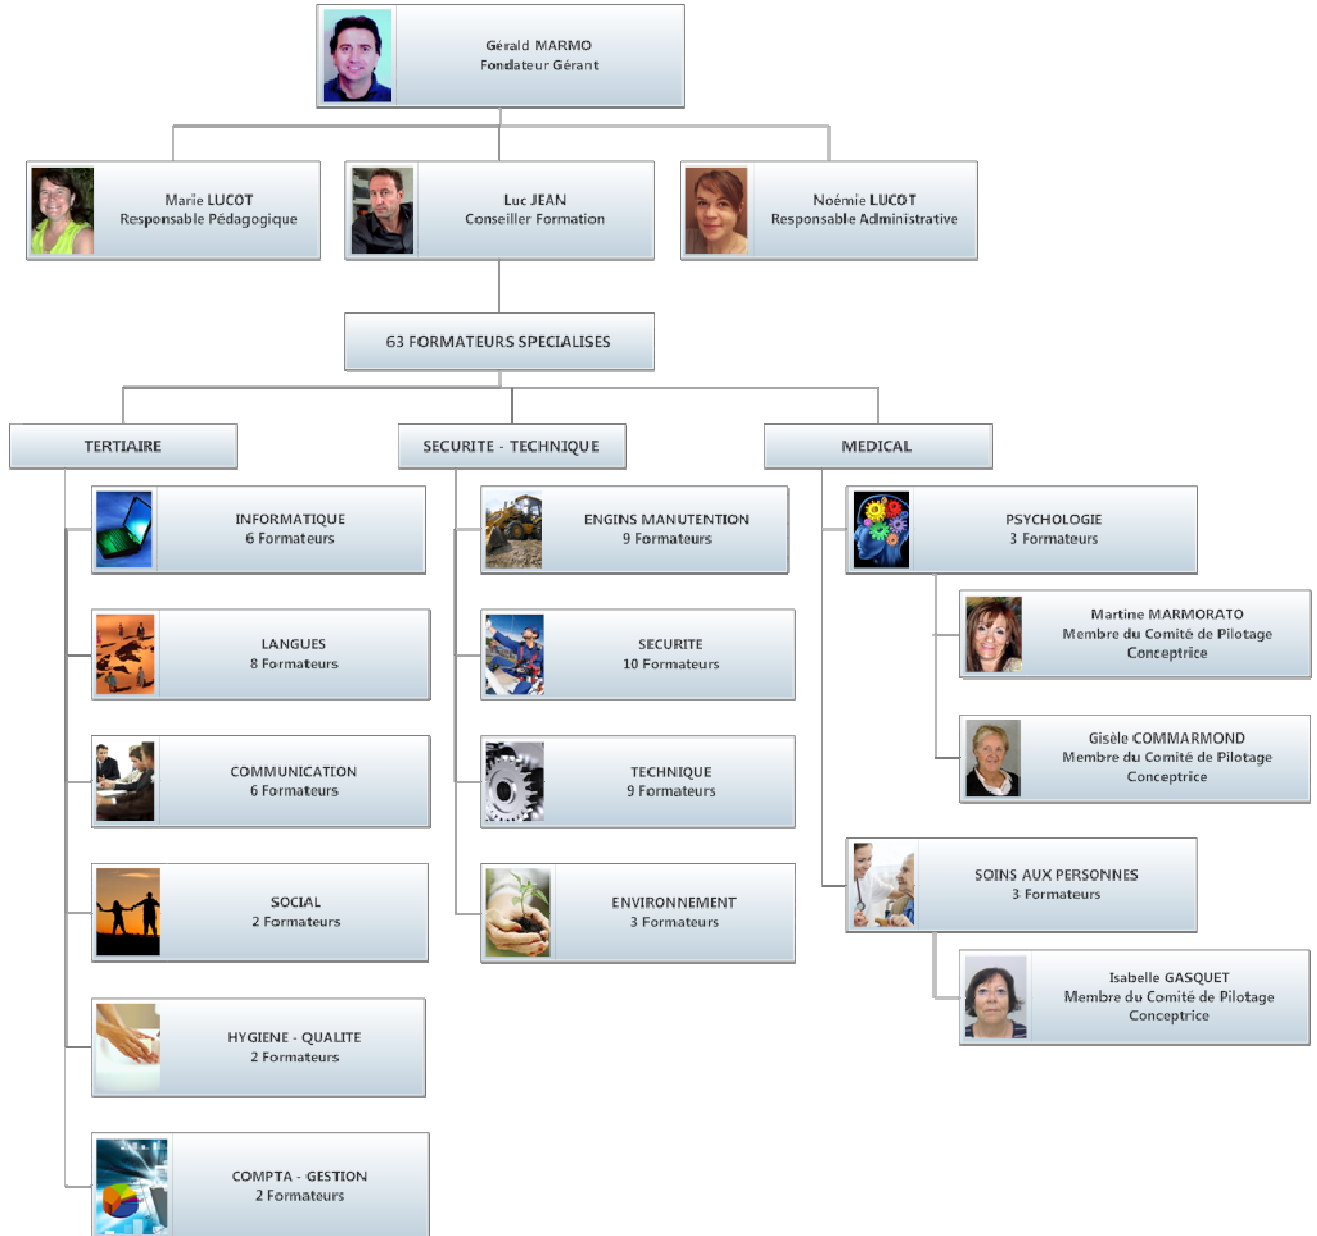 Gérald MARMO
Fondateur Gérant
Marie LUCOT
Responsable Pédagogique
Luc JEAN
Conseiller Formation
Noémie LUCOT
Responsable Administrative
63 FORMATEURS SPECIALISES
TERTIAIRE
INFORMATIQUE
6 Formateurs
LANGUES
8 Formateurs
COMMUNICATION
6 Formateurs
SOCIAL
2 Formateurs
HYGIENE - QUALITE
2 Formateurs
COMPTA - GESTION
2 Formateurs
SECURITE - TECHNIQUE
ENGINS MANUTENTION
9 Formateurs
SECURITE
10 Formateurs
TECHNIQUE
9 Formateurs
ENVIRONNEMENT
3 Formateurs
MEDICAL
PSYCHOLOGIE
3 Formateurs
Martine MARMORATO
Membre du Comité de Pilotage
Conceptrice
Gisèle COMMARMOND
Membre du Comité de Pilotage
Conceptrice
SOINS AUX PERSONNES
3 Formateurs
Isabelle GASQUET
Membre du Comité de Pilotage
Conceptrice